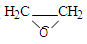 H₂C CH₂
O